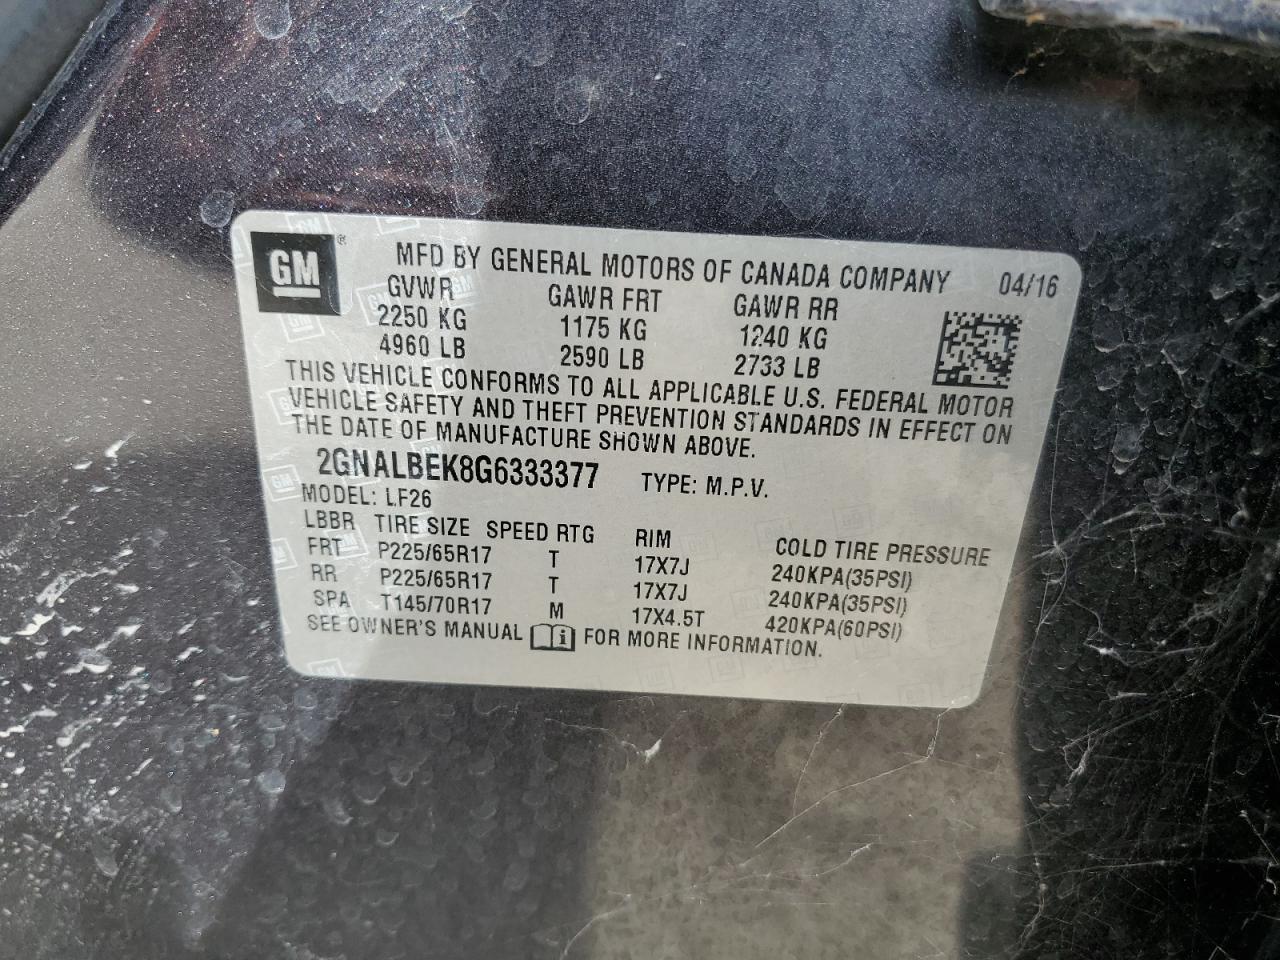 GM ®
MFD BY GENERAL MOTORS OF CANADA COMPANY 04/16
GVWR GAWR FRT GAWR RR
2250 KG 1175 KG 1240 KG
4960 LB 2590 LB 2733 LB
THIS VEHICLE CONFORMS TO ALL APPLICABLE U.S. FEDERAL MOTOR
VEHICLE SAFETY AND THEFT PREVENTION STANDARDS IN EFFECT ON
THE DATE OF MANUFACTURE SHOWN ABOVE.
2GNALBEK8G6333377 TYPE: M.P.V.
MODEL: LF26
LBBR TIRE SIZE SPEED RTG RIM COLD TIRE PRESSURE
FRT P225/65R17 T 17X7J 240KPA(35PSI)
RR P225/65R17 T 17X7J 240KPA(35PSI)
SPA T145/70R17 M 17X4.5T 420KPA(60PSI)
SEE OWNER'S MANUAL i FOR MORE INFORMATION.